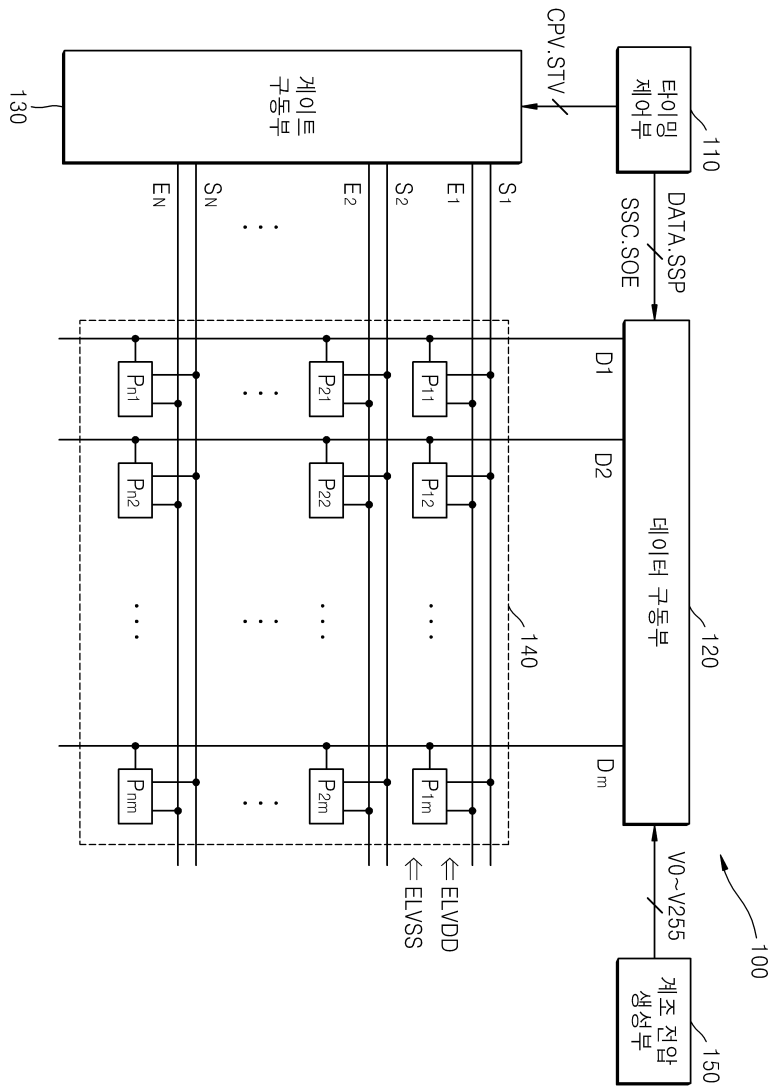 100
110
타이밍
제어부
DATA.SSP
SSC.SOE
120
데이터 구동부
V0~V255
150
계조 전압
생성부
CPV.STV
D1
D2
Dm
140
게이트
구동부
130
S1
E1
P11
P12
...
P1m
ELVDD
ELVSS
S2
E2
P21
P22
...
P2m
...
...
...
...
SN
EN
Pn1
Pn2
...
Pnm